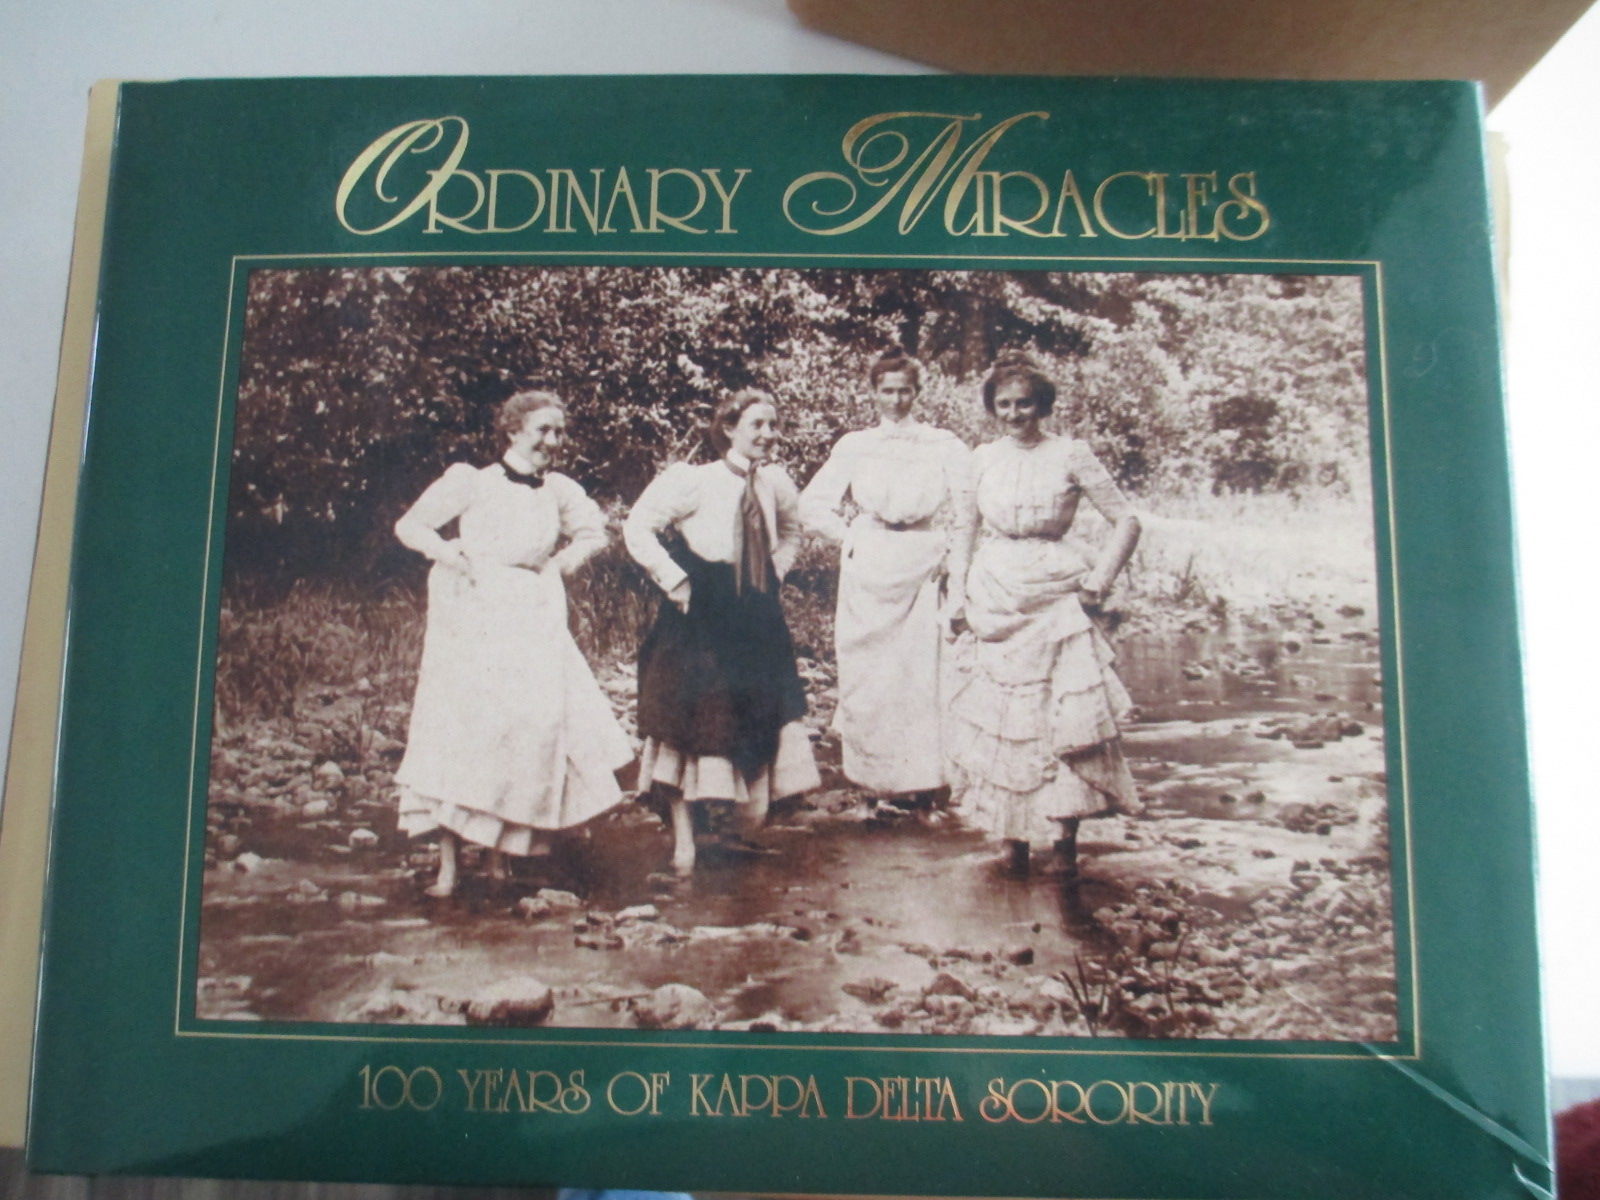 ORDINARY MIRACLES
100 YEARS OF KAPPA DELTA SORORITY